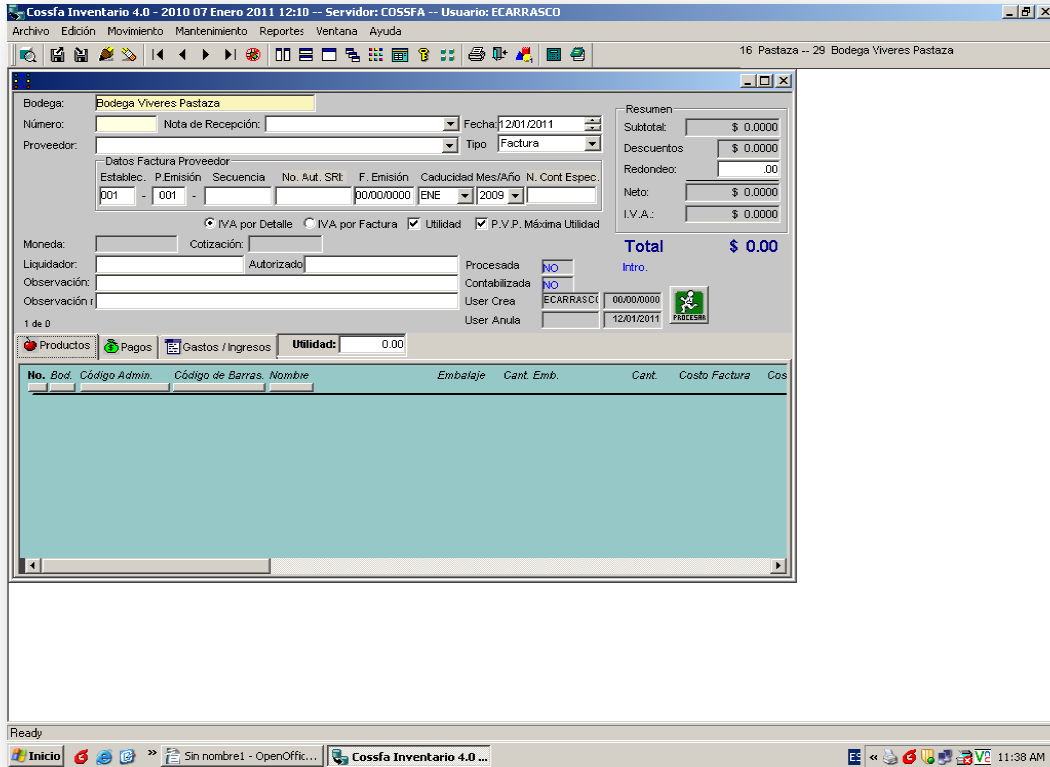 Cossfa Inventario 4.0 - 2010 07 Enero 2011 12:10 -- Servidor: COSSFA -- Usuario: ECARRASCO
Archivo Edición Movimiento Mantenimiento Reportes Ventana Ayuda
16 Pastaza -- 29 Bodega Viveres Pastaza
Bodega: Bodega Viveres Pastaza
Número: Nota de Recepción: Fecha: 12/01/2011
Proveedor: Tipo Factura
Datos Factura Proveedor
Establec. P.Emisión Secuencia No. Aut. SRI: F. Emisión Caducidad Mes/Año N. Cont Espec.
001 - 001 - 00/00/0000 ENE 2009
IVA por Detalle IVA por Factura Utilidad P.V.P. Máxima Utilidad
Resumen
Subtotal: $ 0.0000
Descuentos $ 0.0000
Redondeo: .00
Neto: $ 0.0000
I.V.A.: $ 0.0000
Total $ 0.00
Moneda: Cotización:
Liquidador: Autorizado
Observación:
Observación r
Procesada NO Intro.
Contabilizada NO
User Crea ECARRASC( 00/00/0000
User Anula 12/01/2011
PROCESAR
1 de 0
Productos Pagos Gastos / Ingresos Utilidad: 0.00
No. Bod. Código Admin. Código de Barras. Nombre Embalaje Cant. Emb. Cant. Costo Factura Cos
Ready
Inicio Sin nombre1 - OpenOffic... Cossfa Inventario 4.0 ... ES 11:38 AM